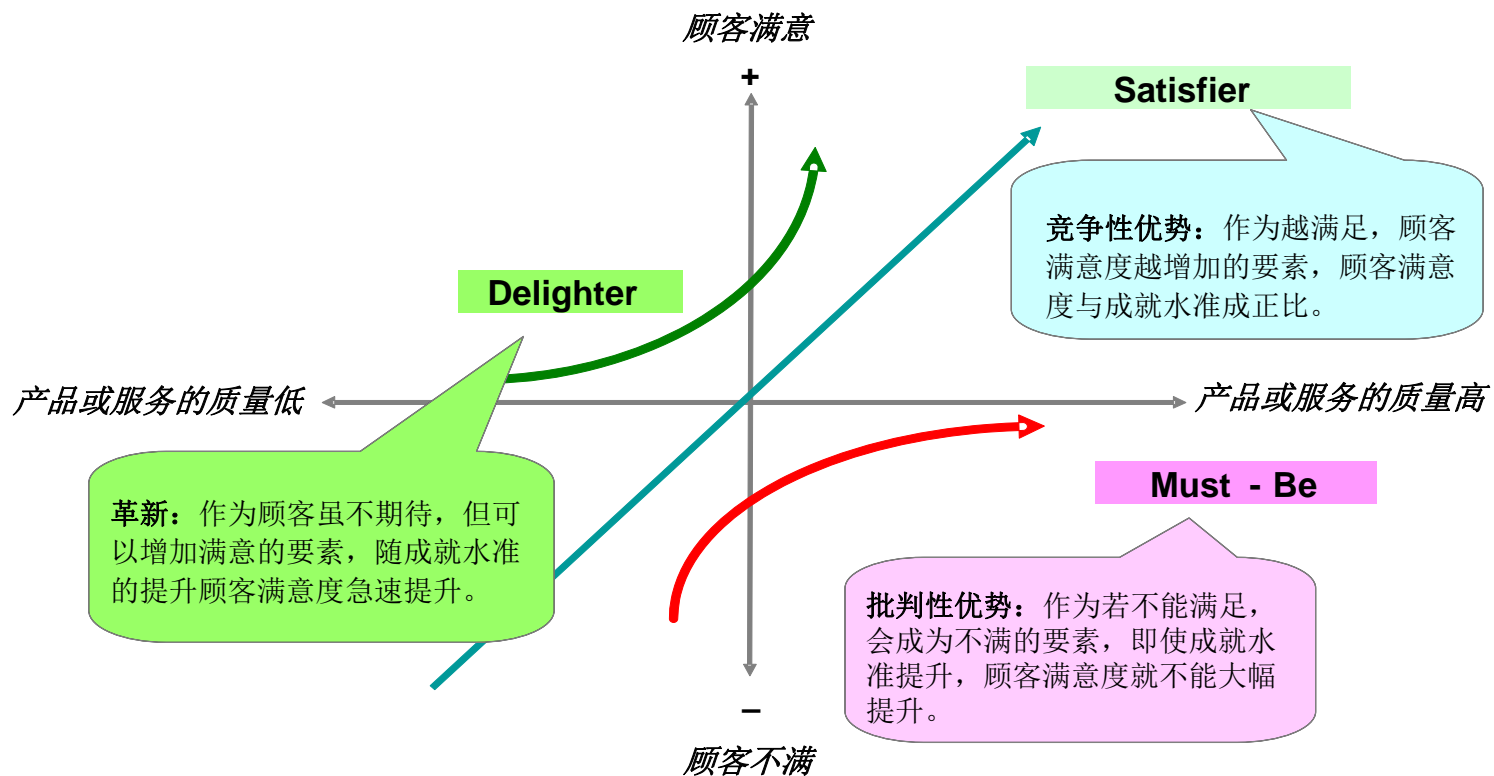 顾客满意
+
Satisfier
竞争性优势：作为越满足，顾客
满意度越增加的要素，顾客满意
度与成就水准成正比。
Delighter
产品或服务的质量低
产品或服务的质量高
革新：作为顾客虽不期待，但可
以增加满意的要素，随成就水准
的提升顾客满意度急速提升。
Must - Be
批判性优势：作为若不能满足，
会成为不满的要素，即使成就水
准提升，顾客满意度就不能大幅
提升。
–
顾客不满